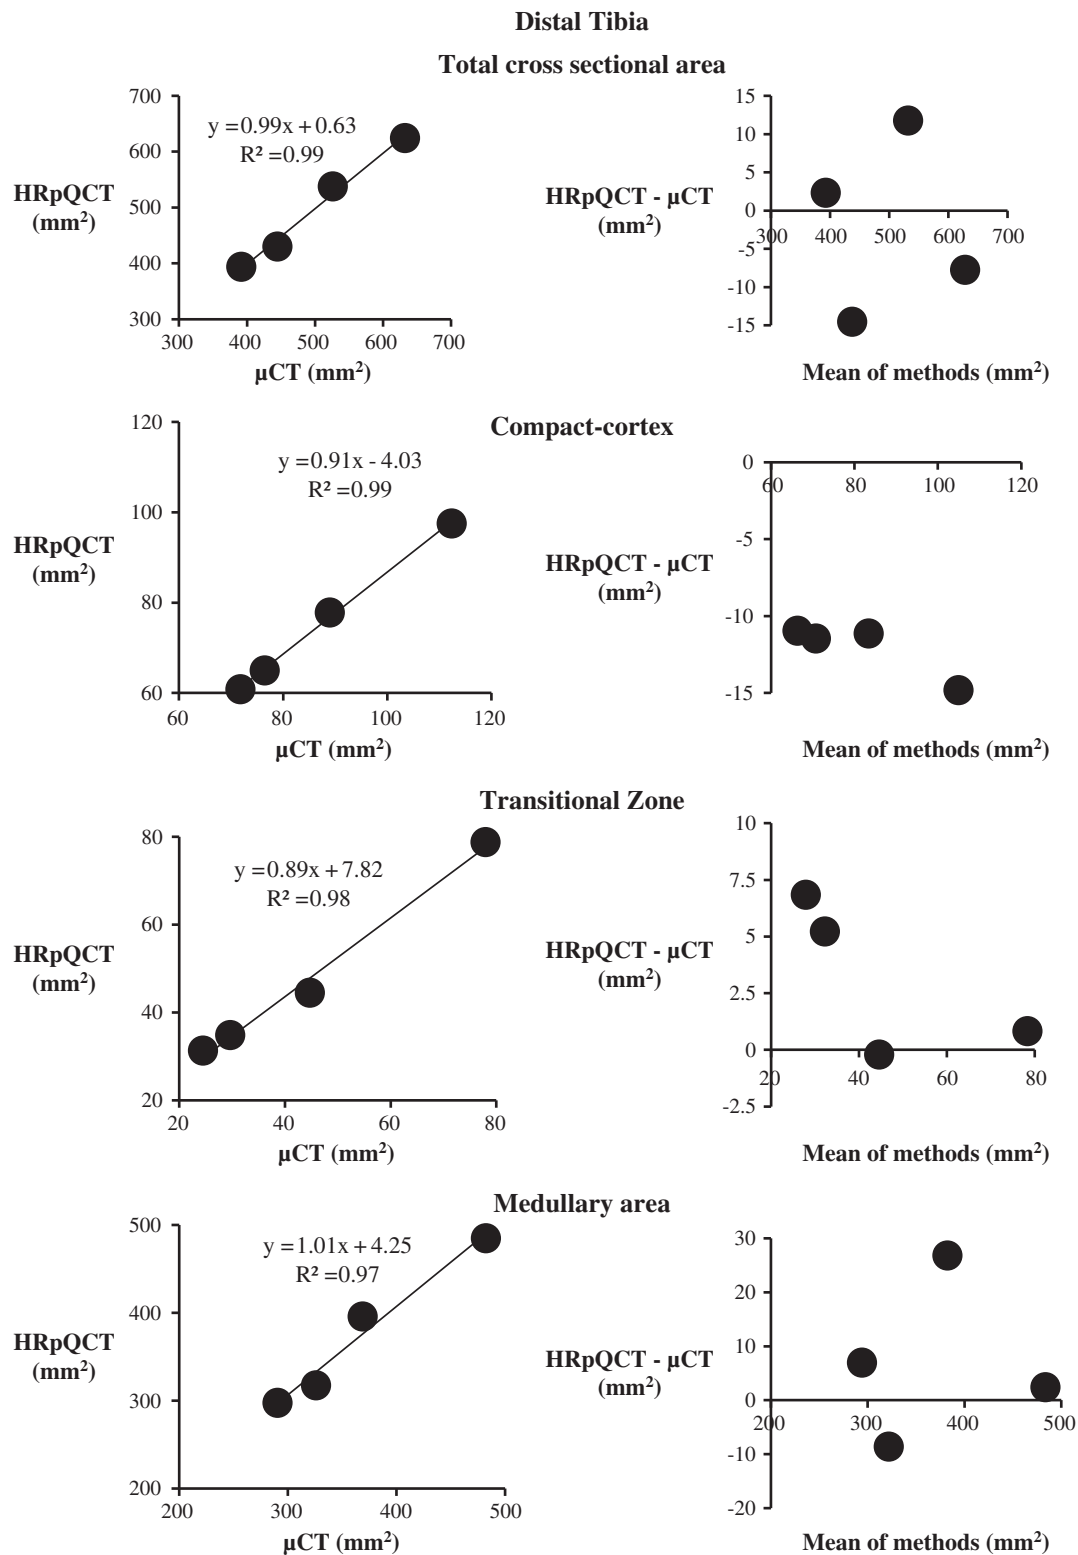 Distal Tibia
Total cross sectional area
700
600
500
400
300
HRpQCT
(mm²)
y =0.99x + 0.63
R² =0.99
300 400 500 600 700
µCT (mm²)
15
10
5
0
-5
-10
-15
HRpQCT - µCT
(mm²)
300 400 500 600 700
Mean of methods (mm²)
Compact-cortex
120
100
80
60
HRpQCT
(mm²)
y =0.91x - 4.03
R² =0.99
60 80 100 120
µCT (mm²)
0
-5
-10
-15
HRpQCT - µCT
(mm²)
60 80 100 120
Mean of methods (mm²)
Transitional Zone
80
60
40
20
HRpQCT
(mm²)
y =0.89x + 7.82
R² =0.98
20 40 60 80
µCT (mm²)
10
7.5
5
2.5
0
-2.5
HRpQCT - µCT
(mm²)
20 40 60 80
Mean of methods (mm²)
Medullary area
500
400
300
200
HRpQCT
(mm²)
y =1.01x + 4.25
R² =0.97
200 300 400 500
µCT (mm²)
30
20
10
0
-10
-20
HRpQCT - µCT
(mm²)
200 300 400 500
Mean of methods (mm²)